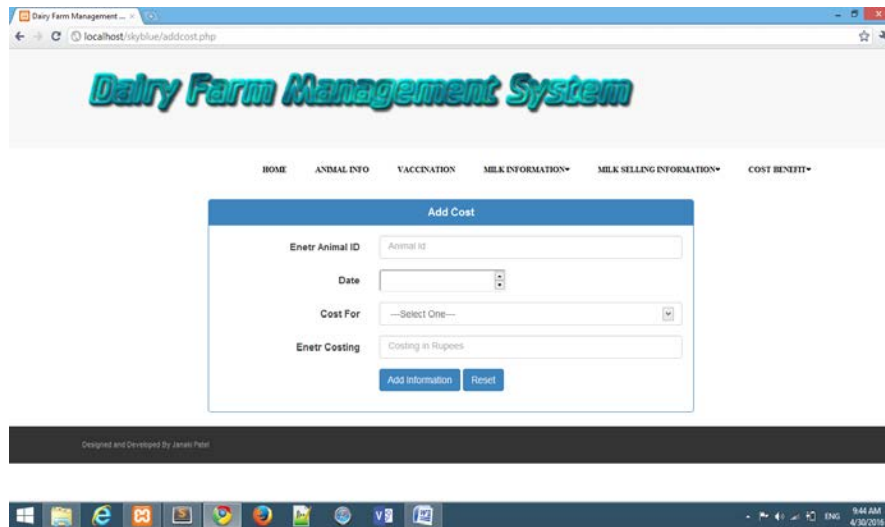 Dairy Farm Management ...
localhost/skyblue/addcost.php
Dairy Farm Management System
HOME ANIMAL INFO VACCINATION MILK INFORMATION MILK SELLING INFORMATION COST BENEFIT
Add Cost
Enetr Animal ID Animal id
Date
Cost For ---Select One---
Enetr Costing Costing in Rupees
Add Information Reset
Designed and Developed By Janaki Patel
ENG 9:44 AM
4/30/2016